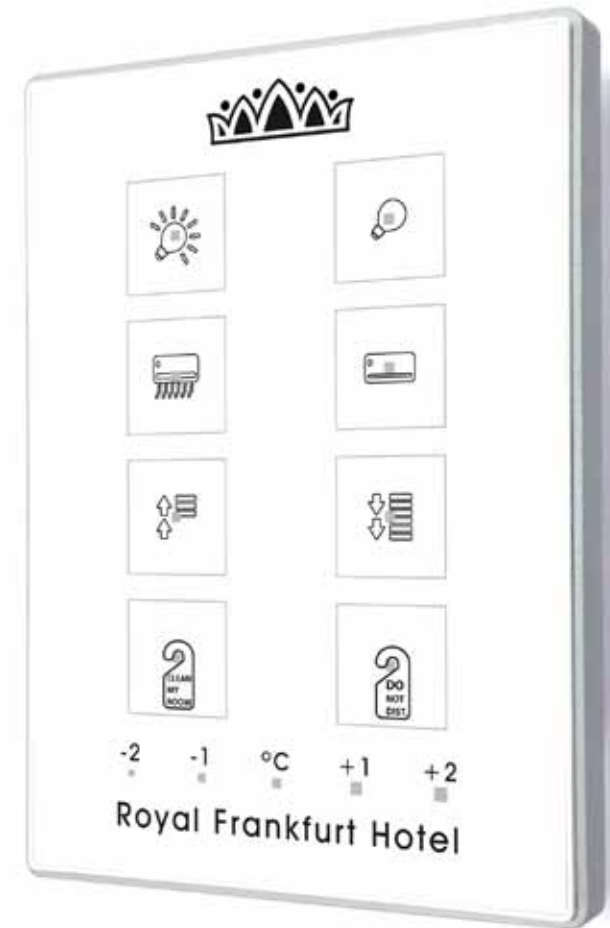 CLEAN
MY
ROOM
DO
NOT
DIST.
-2 -1 °C +1 +2
Royal Frankfurt Hotel